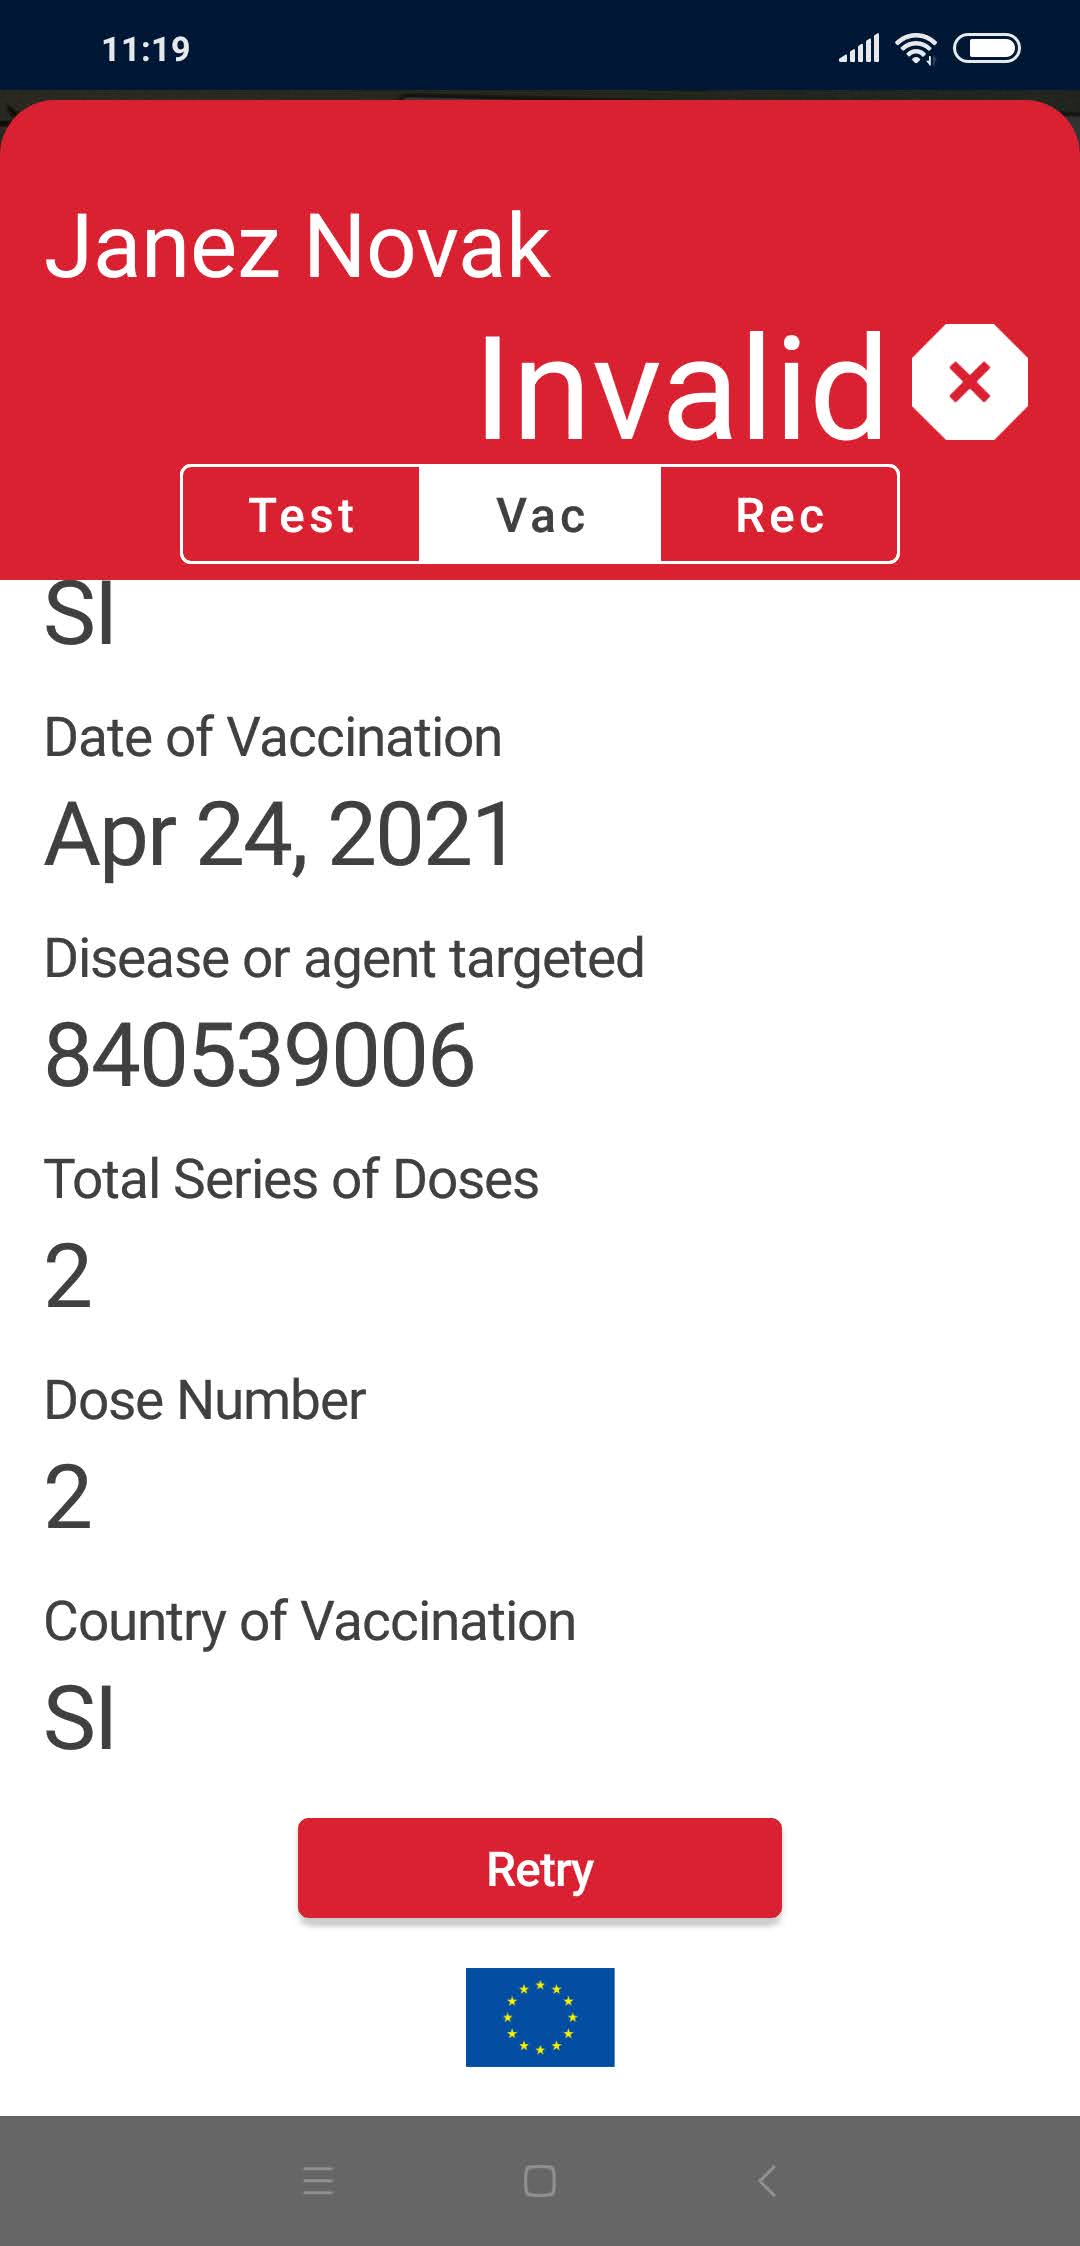 11:19
Janez Novak
Invalid
Test Vac Rec
SI
Date of Vaccination
Apr 24, 2021
Disease or agent targeted
840539006
Total Series of Doses
2
Dose Number
2
Country of Vaccination
SI
Retry